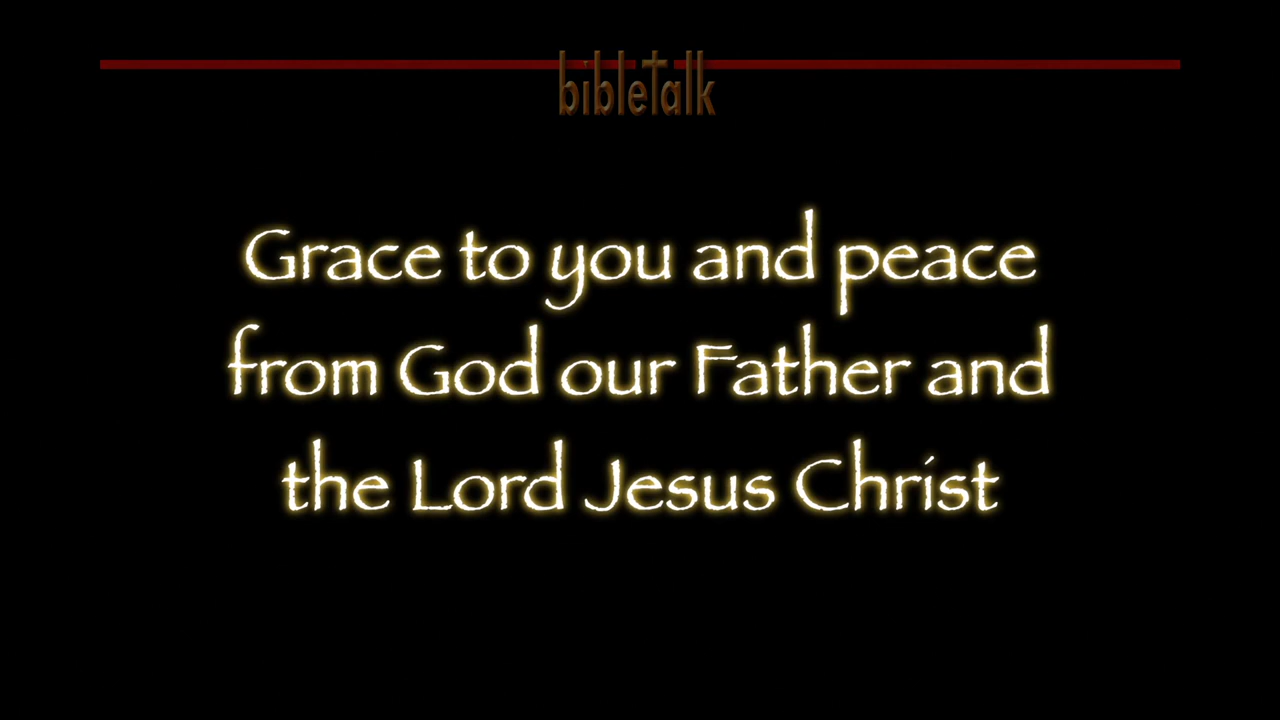 bibleTalk
Grace to you and peace
from God our Father and
the Lord Jesus Christ